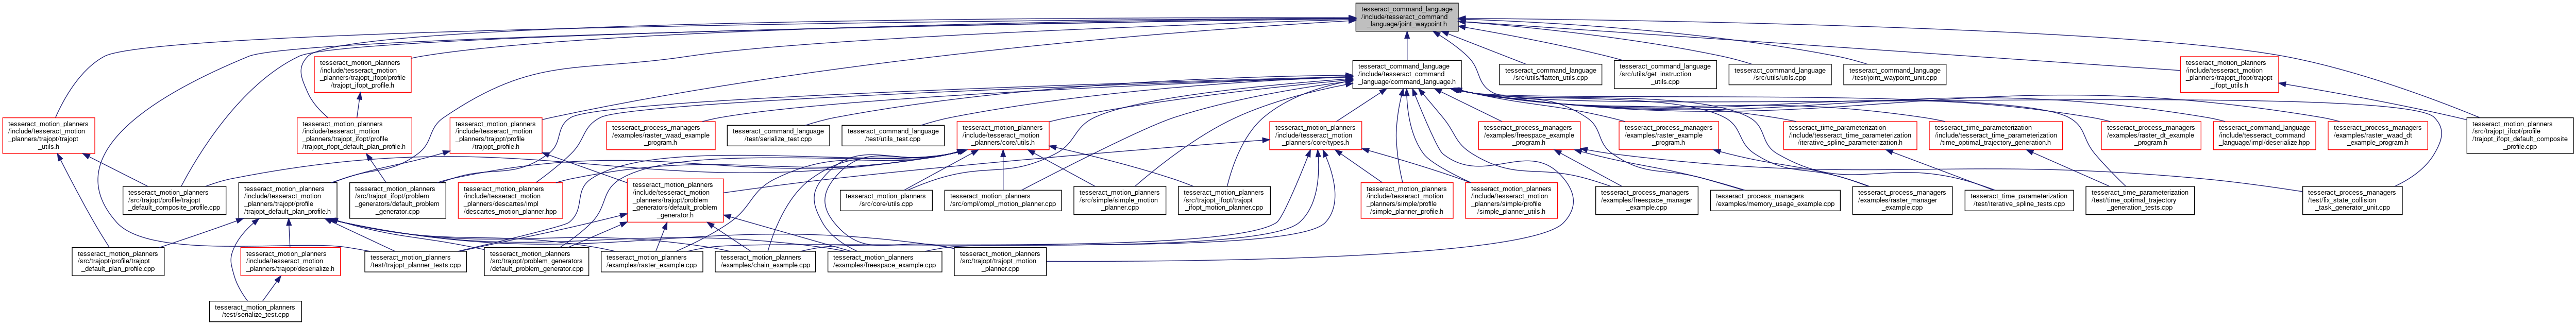 tesseract_command_language
/include/tesseract_command
_language/joint_waypoint.h
tesseract_motion_planners
/include/tesseract_motion
_planners/trajopt_ifopt/profile
/trajopt_ifopt_profile.h
tesseract_command_language
/include/tesseract_command
_language/command_language.h
tesseract_command_language
/src/utils/flatten_utils.cpp
tesseract_command_language
/src/utils/get_instruction
_utils.cpp
tesseract_command_language
/src/utils/utils.cpp
tesseract_command_language
/test/joint_waypoint_unit.cpp
tesseract_motion_planners
/include/tesseract_motion
_planners/trajopt_ifopt/trajopt
_ifopt_utils.h
tesseract_motion_planners
/include/tesseract_motion
_planners/trajopt/trajopt
_utils.h
tesseract_motion_planners
/include/tesseract_motion
_planners/trajopt_ifopt/profile
/trajopt_ifopt_default_plan_profile.h
tesseract_motion_planners
/include/tesseract_motion
_planners/trajopt/profile
/trajopt_profile.h
tesseract_process_managers
/examples/raster_waad_example
_program.h
tesseract_command_language
/test/serialize_test.cpp
tesseract_command_language
/test/utils_test.cpp
tesseract_motion_planners
/include/tesseract_motion
_planners/core/utils.h
tesseract_motion_planners
/include/tesseract_motion
_planners/core/types.h
tesseract_process_managers
/examples/freespace_example
_program.h
tesseract_process_managers
/examples/raster_example
_program.h
tesseract_time_parameterization
/include/tesseract_time_parameterization
/iterative_spline_parameterization.h
tesseract_time_parameterization
/include/tesseract_time_parameterization
/time_optimal_trajectory_generation.h
tesseract_process_managers
/examples/raster_dt_example
_program.h
tesseract_command_language
/include/tesseract_command
_language/impl/deserialize.hpp
tesseract_process_managers
/examples/raster_waad_dt
_example_program.h
tesseract_motion_planners
/src/trajopt_ifopt/profile
/trajopt_ifopt_default_composite
_profile.cpp
tesseract_motion_planners
/src/trajopt/profile/trajopt
_default_composite_profile.cpp
tesseract_motion_planners
/include/tesseract_motion
_planners/trajopt/profile
/trajopt_default_plan_profile.h
tesseract_motion_planners
/src/trajopt_ifopt/problem
_generators/default_problem
_generator.cpp
tesseract_motion_planners
/include/tesseract_motion
_planners/descartes/impl
/descartes_motion_planner.hpp
tesseract_motion_planners
/include/tesseract_motion
_planners/trajopt/problem
_generators/default_problem
_generator.h
tesseract_motion_planners
/src/core/utils.cpp
tesseract_motion_planners
/src/ompl/ompl_motion_planner.cpp
tesseract_motion_planners
/src/simple/simple_motion
_planner.cpp
tesseract_motion_planners
/src/trajopt_ifopt/trajopt
_ifopt_motion_planner.cpp
tesseract_motion_planners
/include/tesseract_motion
_planners/simple/profile
/simple_planner_profile.h
tesseract_motion_planners
/include/tesseract_motion
_planners/simple/profile
/simple_planner_utils.h
tesseract_process_managers
/examples/freespace_manager
_example.cpp
tesseract_process_managers
/examples/memory_usage_example.cpp
tesseract_process_managers
/examples/raster_manager
_example.cpp
tesseract_time_parameterization
/test/iterative_spline_tests.cpp
tesseract_time_parameterization
/test/time_optimal_trajectory
_generation_tests.cpp
tesseract_process_managers
/test/fix_state_collision
_task_generator_unit.cpp
tesseract_motion_planners
/src/trajopt/profile/trajopt
_default_plan_profile.cpp
tesseract_motion_planners
/include/tesseract_motion
_planners/trajopt/deserialize.h
tesseract_motion_planners
/test/trajopt_planner_tests.cpp
tesseract_motion_planners
/src/trajopt/problem_generators
/default_problem_generator.cpp
tesseract_motion_planners
/examples/raster_example.cpp
tesseract_motion_planners
/examples/chain_example.cpp
tesseract_motion_planners
/examples/freespace_example.cpp
tesseract_motion_planners
/src/trajopt/trajopt_motion
_planner.cpp
tesseract_motion_planners
/test/serialize_test.cpp